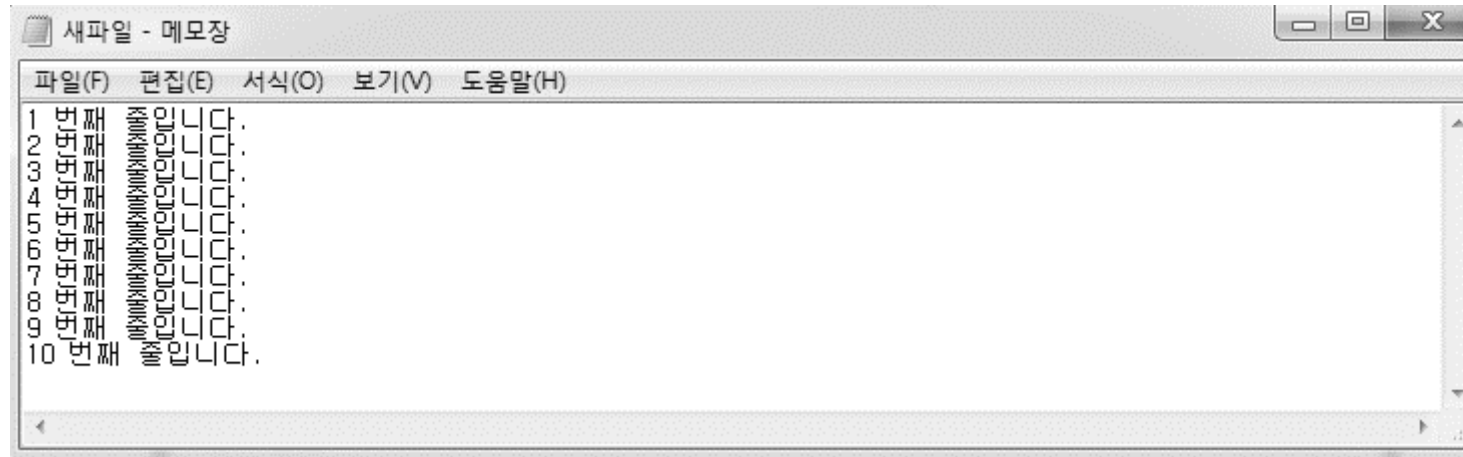 새파일 - 메모장
파일(F) 편집(E) 서식(O) 보기(V) 도움말(H)
1 번째 줄입니다.
2 번째 줄입니다.
3 번째 줄입니다.
4 번째 줄입니다.
5 번째 줄입니다.
6 번째 줄입니다.
7 번째 줄입니다.
8 번째 줄입니다.
9 번째 줄입니다.
10 번째 줄입니다.